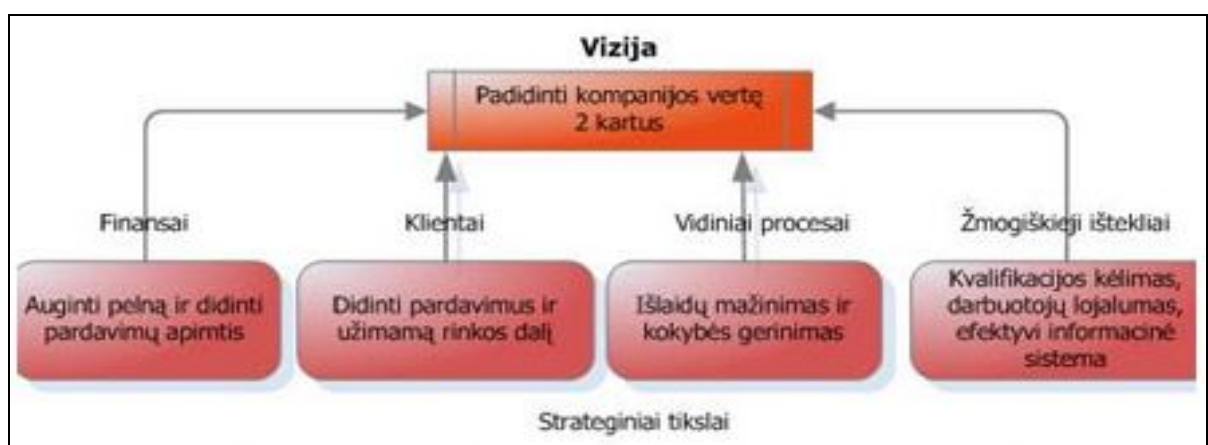 Vizija
Padidinti kompanijos vertę
2 kartus
Finansai
Klientai
Vidiniai procesai
Žmogiškieji ištekliai
Auginti pelną ir didinti
pardavimų apimtis
Didinti pardavimus ir
užimamą rinkos dalį
Išlaidų mažinimas ir
kokybės gerinimas
Kvalifikacijos kėlimas,
darbuotojų lojalumas,
efektyvi informacinė
sistema
Strateginiai tikslai